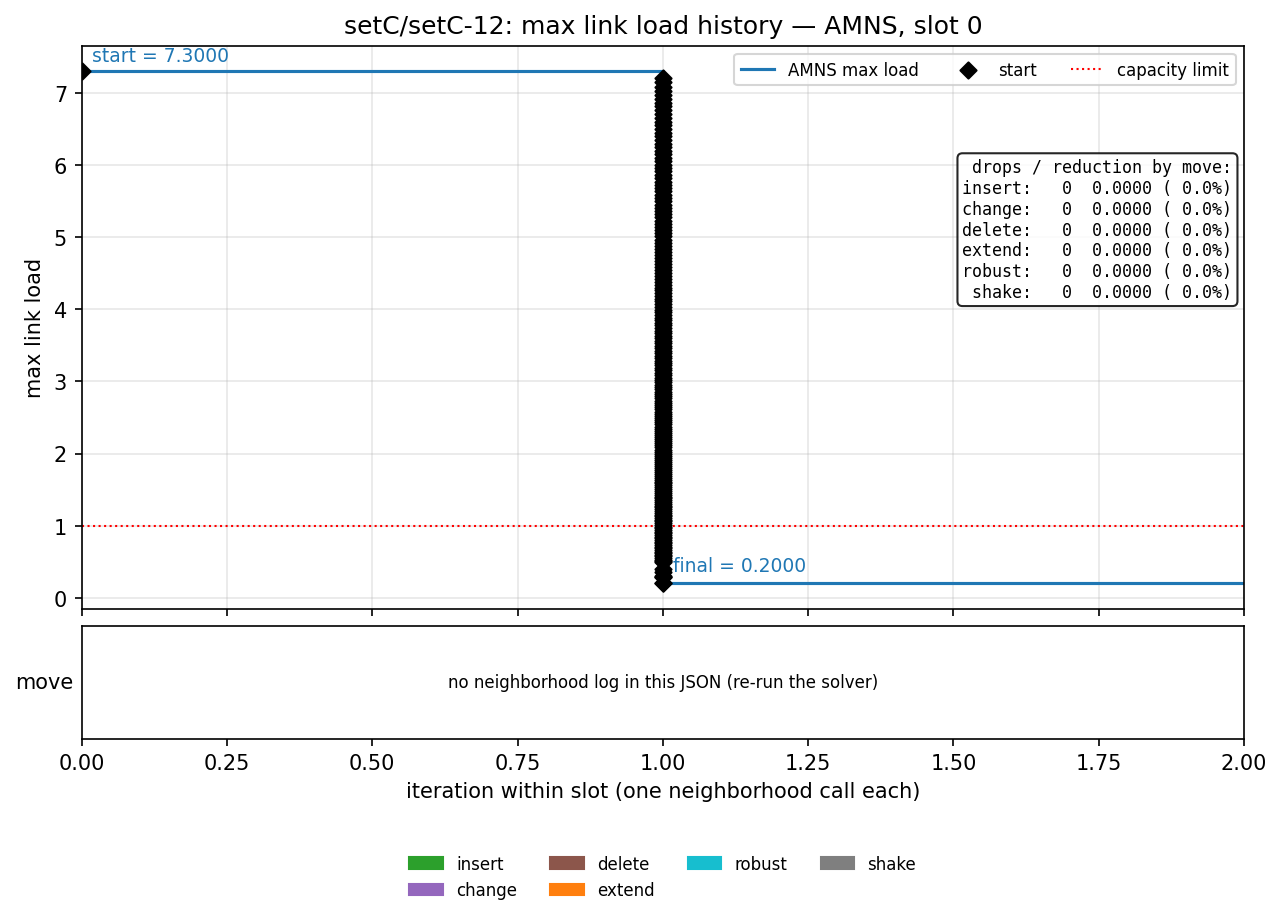 setC/setC-12: max link load history — AMNS, slot 0
start = 7.3000
AMNS max load
start
capacity limit
7
6
5
4
3
2
1
0
max link load
drops / reduction by move:
insert: 0 0.0000 ( 0.0%)
change: 0 0.0000 ( 0.0%)
delete: 0 0.0000 ( 0.0%)
extend: 0 0.0000 ( 0.0%)
robust: 0 0.0000 ( 0.0%)
shake: 0 0.0000 ( 0.0%)
final = 0.2000
move
no neighborhood log in this JSON (re-run the solver)
0.00 0.25 0.50 0.75 1.00 1.25 1.50 1.75 2.00
iteration within slot (one neighborhood call each)
insert delete robust shake
change extend